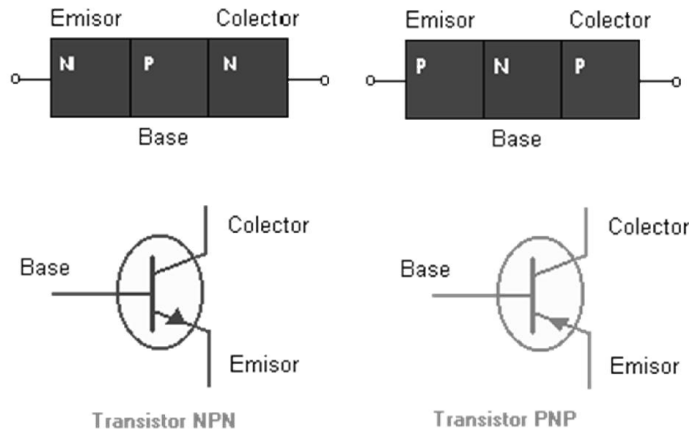 Emisor Colector
N P N
Base
Emisor Colector
P N P
Base
Colector
Base
Emisor
Transistor NPN
Colector
Base
Emisor
Transistor PNP